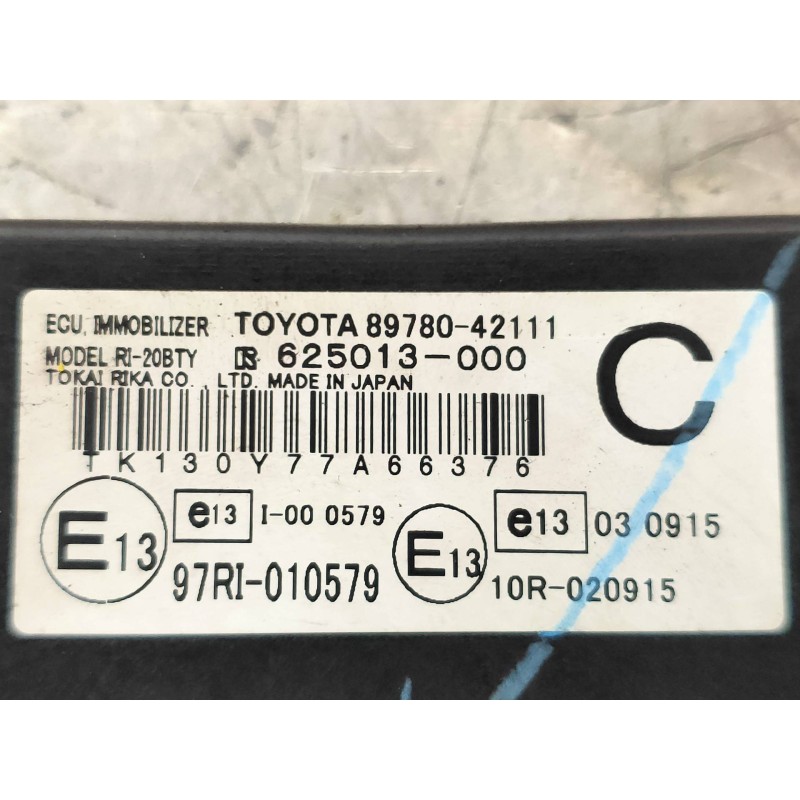 ECU, IMMOBILIZER TOYOTA 89780-42111
MODEL RI-20BTY R 625013-000
TOKAI RIKA CO., LTD. MADE IN JAPAN
C
TK130Y77A66376
E13 e13 I-00 0579
97RI-010579
E13 e13 03 0915
10R-020915